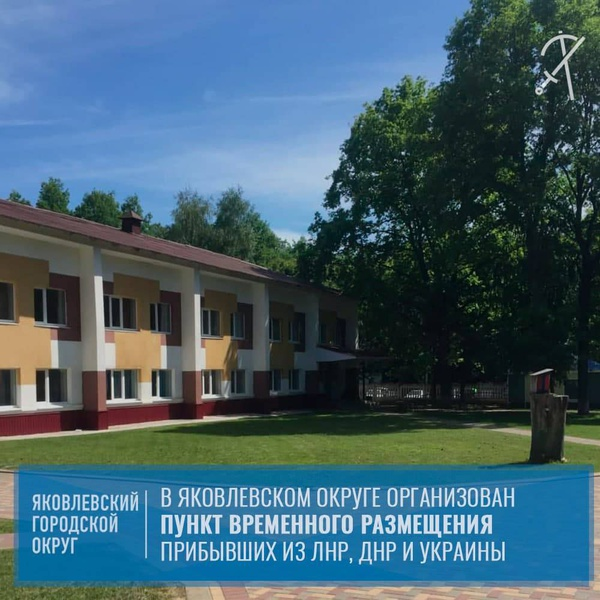 ЯКОВЛЕВСКИЙ
ГОРОДСКОЙ
ОКРУГ
В ЯКОВЛЕВСКОМ ОКРУГЕ ОРГАНИЗОВАН
ПУНКТ ВРЕМЕННОГО РАЗМЕЩЕНИЯ
ПРИБЫВШИХ ИЗ ЛНР, ДНР И УКРАИНЫ